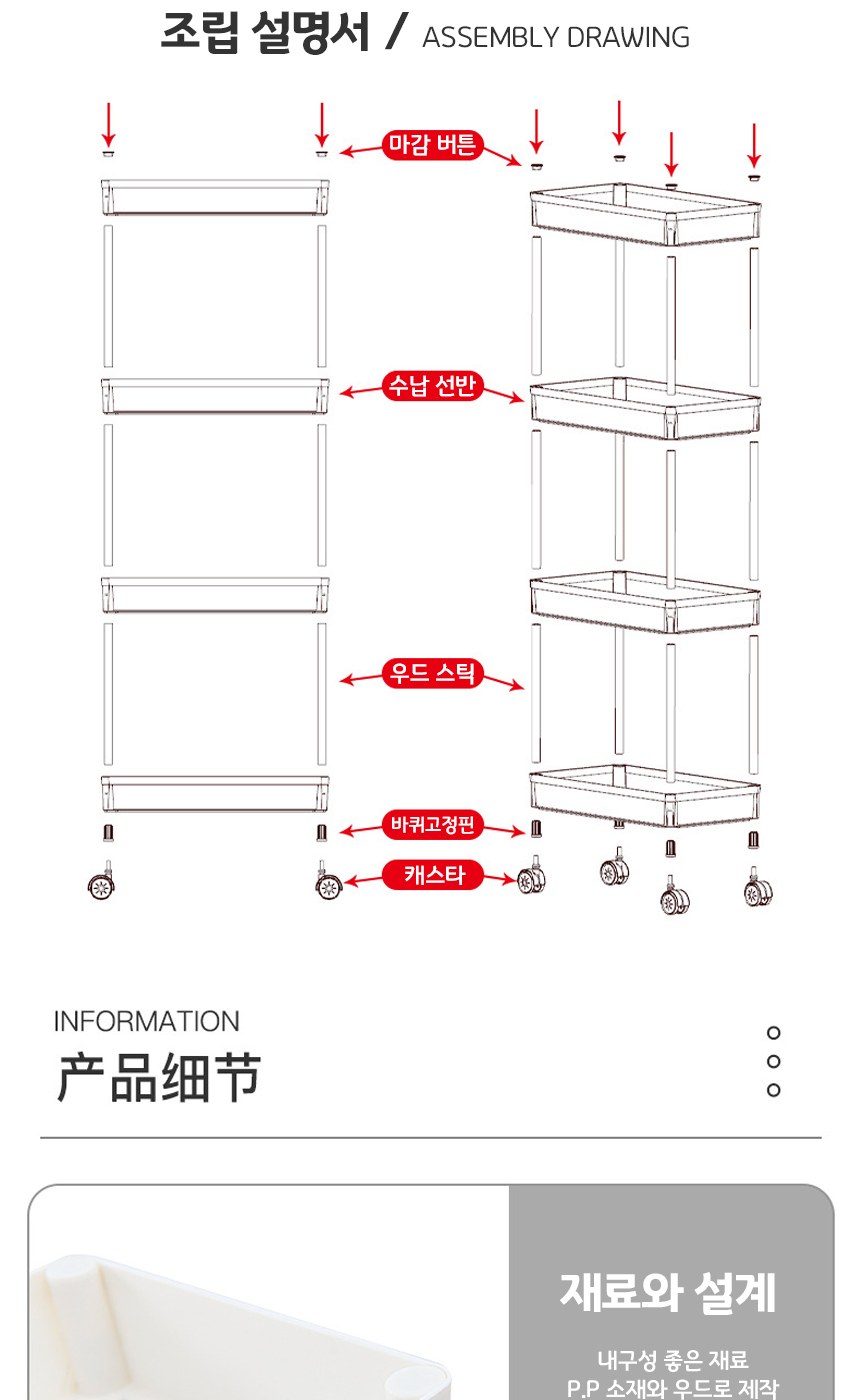 조립 설명서 / ASSEMBLY DRAWING
마감 버튼
수납 선반
우드 스틱
바퀴고정핀
캐스타
INFORMATION
产品细节
재료와 설계
내구성 좋은 재료
P.P 소재와 우드로 제작